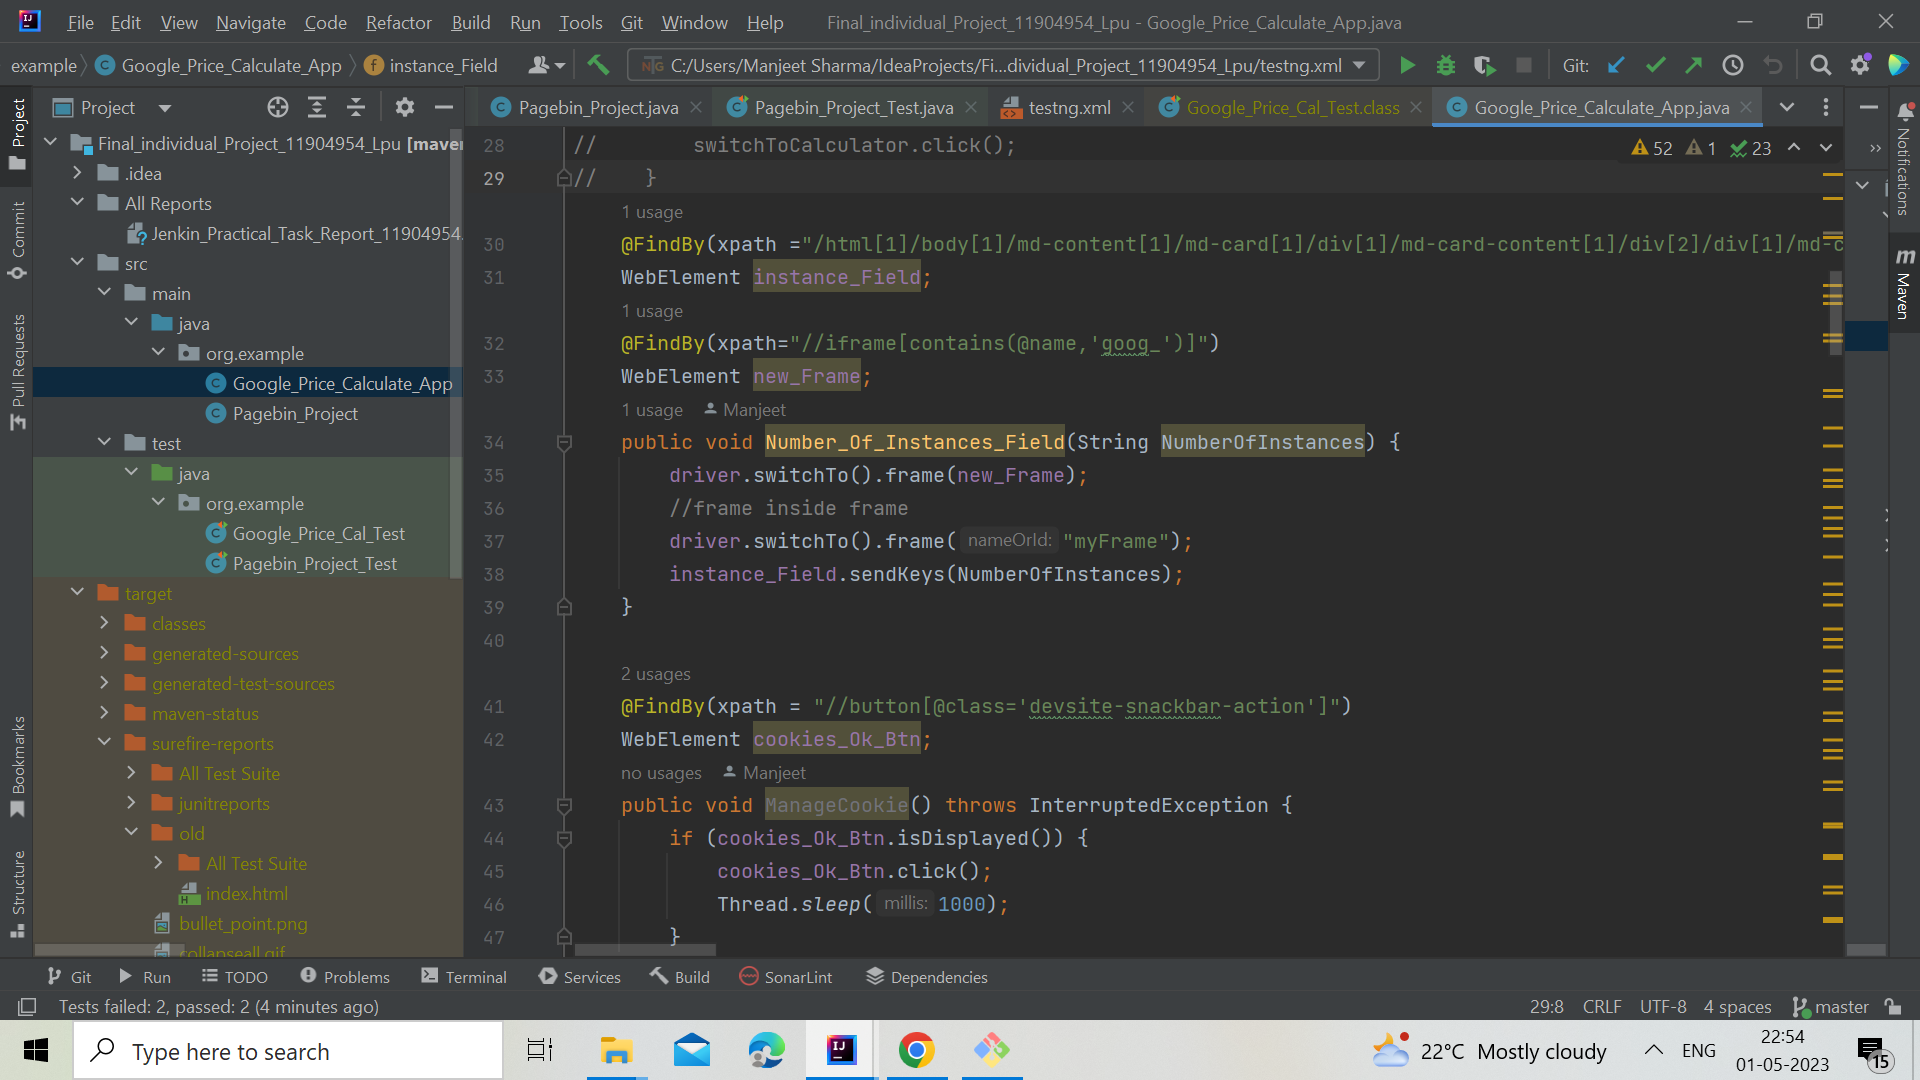 File Edit View Navigate Code Refactor Build Run Tools Git Window Help Final_individual_Project_11904954_Lpu - Google_Price_Calculate_App.java
example Google_Price_Calculate_App instance_Field C:/Users/Manjeet Sharma/IdeaProjects/Fi...dividual_Project_11904954_Lpu/testng.xml Git:
Project
Pagebin_Project.java Pagebin_Project_Test.java testng.xml Google_Price_Cal_Test.class Google_Price_Calculate_App.java
Project
Commit
Pull Requests
Bookmarks
Structure
Final_individual_Project_11904954_Lpu [maven
.idea
All Reports
Jenkin_Practical_Task_Report_11904954.
src
main
java
org.example
Google_Price_Calculate_App
Pagebin_Project
test
java
org.example
Google_Price_Cal_Test
Pagebin_Project_Test
target
classes
generated-sources
generated-test-sources
maven-status
surefire-reports
All Test Suite
junitreports
old
All Test Suite
index.html
bullet_point.png
collapseall.gif
52 1 23
28 // switchToCalculator.click();
29 // }
1 usage
30 @FindBy(xpath ="/html[1]/body[1]/md-content[1]/md-card[1]/div[1]/md-card-content[1]/div[2]/div[1]/md-c
31 WebElement instance_Field;
1 usage
32 @FindBy(xpath="//iframe[contains(@name,'goog_')]")
33 WebElement new_Frame;
1 usage Manjeet
34 public void Number_Of_Instances_Field(String NumberOfInstances) {
35 driver.switchTo().frame(new_Frame);
36 //frame inside frame
37 driver.switchTo().frame( nameOrId: "myFrame");
38 instance_Field.sendKeys(NumberOfInstances);
39 }
40
2 usages
41 @FindBy(xpath = "//button[@class='devsite-snackbar-action']")
42 WebElement cookies_Ok_Btn;
no usages Manjeet
43 public void ManageCookie() throws InterruptedException {
44 if (cookies_Ok_Btn.isDisplayed()) {
45 cookies_Ok_Btn.click();
46 Thread.sleep( millis: 1000);
47 }
Notifications
Maven
Git Run TODO Problems Terminal Services Build SonarLint Dependencies
Tests failed: 2, passed: 2 (4 minutes ago) 29:8 CRLF UTF-8 4 spaces master
Type here to search 22°C Mostly cloudy ENG 22:54
01-05-2023 15